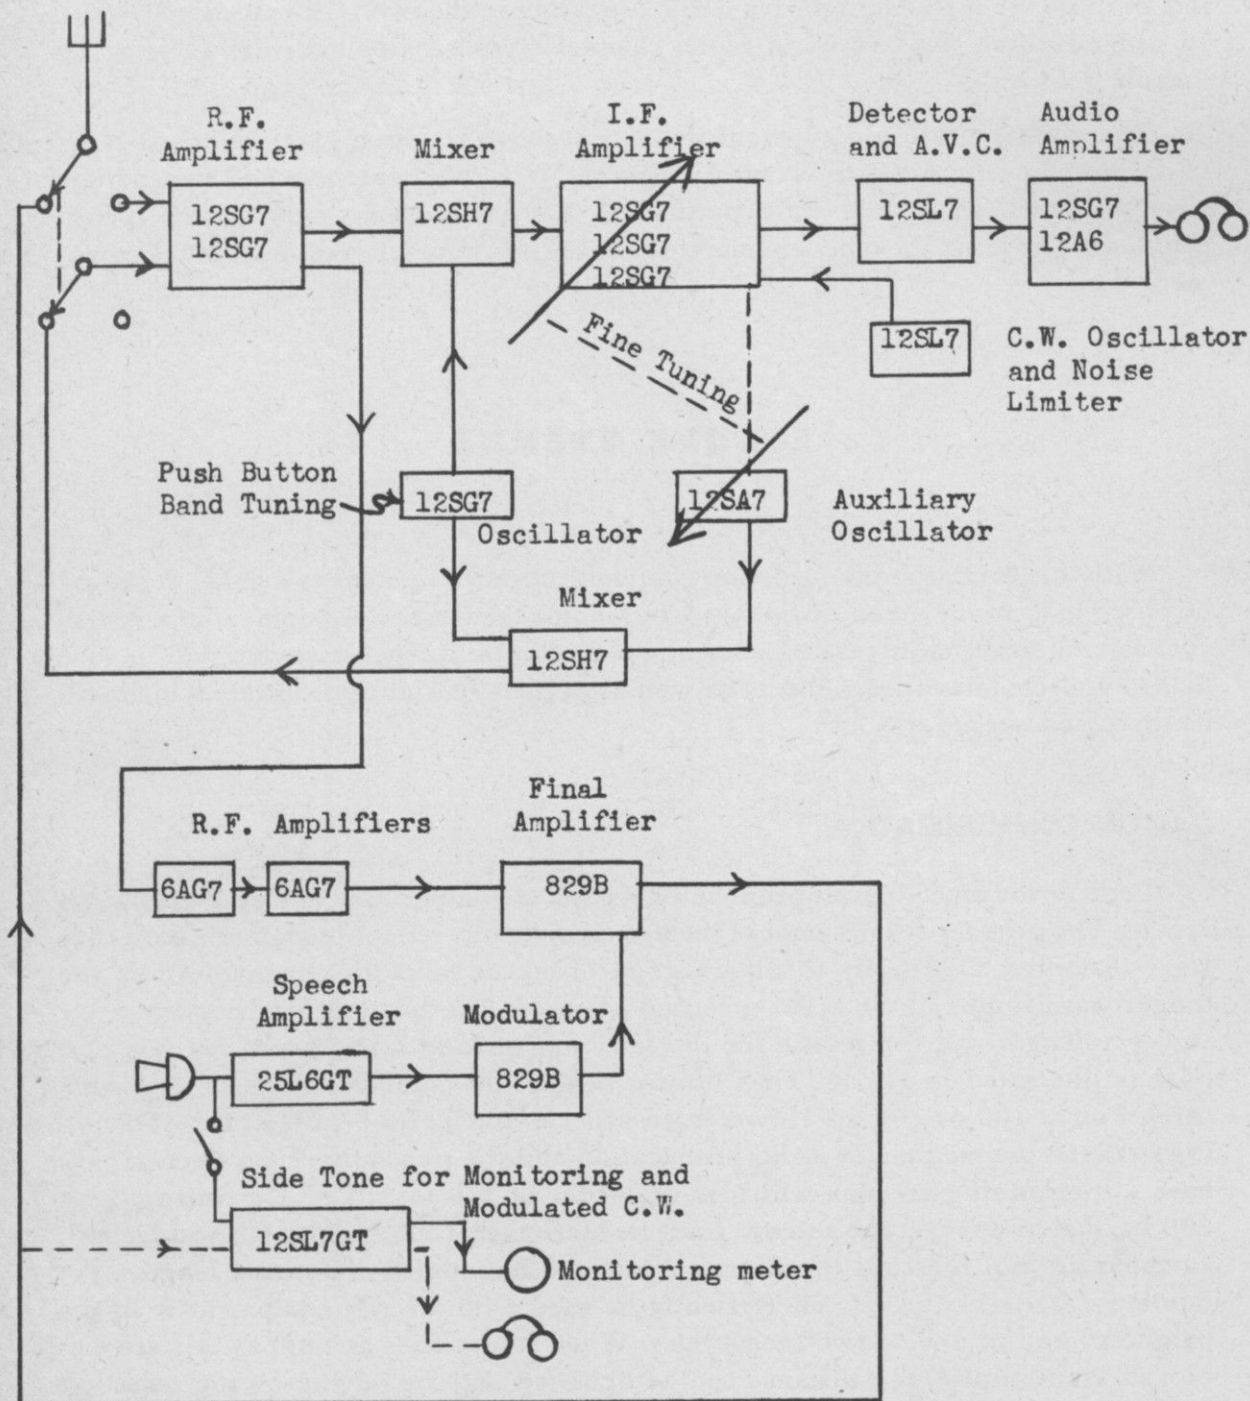 R.F.
Amplifier
12SG7
12SG7
Mixer
12SH7
I.F.
Amplifier
12SG7
12SG7
12SG7
Detector
and A.V.C.
12SL7
Audio
Amplifier
12SG7
12A6
12SL7
C.W. Oscillator
and Noise
Limiter
Fine Tuning
Push Button
Band Tuning
12SG7
Oscillator
12SA7
Auxiliary
Oscillator
Mixer
12SH7
R.F. Amplifiers
6AG7
6AG7
Final
Amplifier
829B
Speech
Amplifier
25L6GT
Modulator
829B
Side Tone for Monitoring and
Modulated C.W.
12SL7GT
Monitoring meter